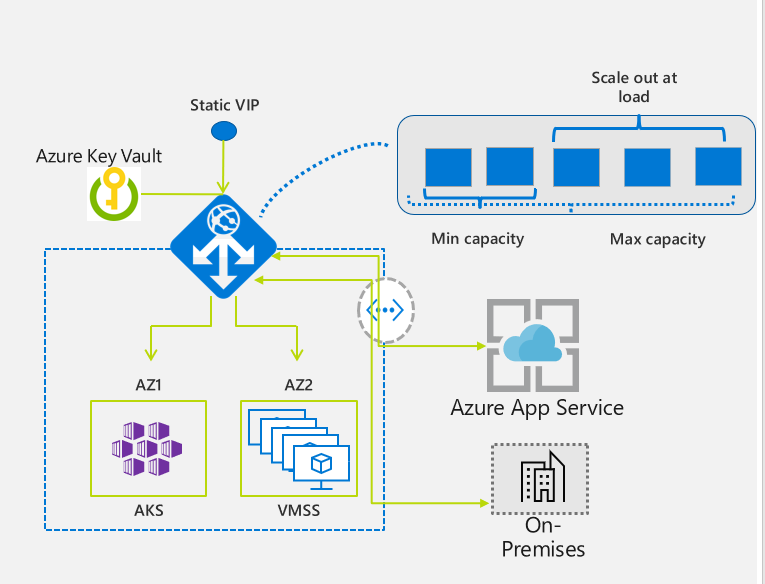 Scale out at
load
Static VIP
Azure Key Vault
Min capacity
Max capacity
AZ1
AZ2
Azure App Service
AKS
VMSS
On-
Premises